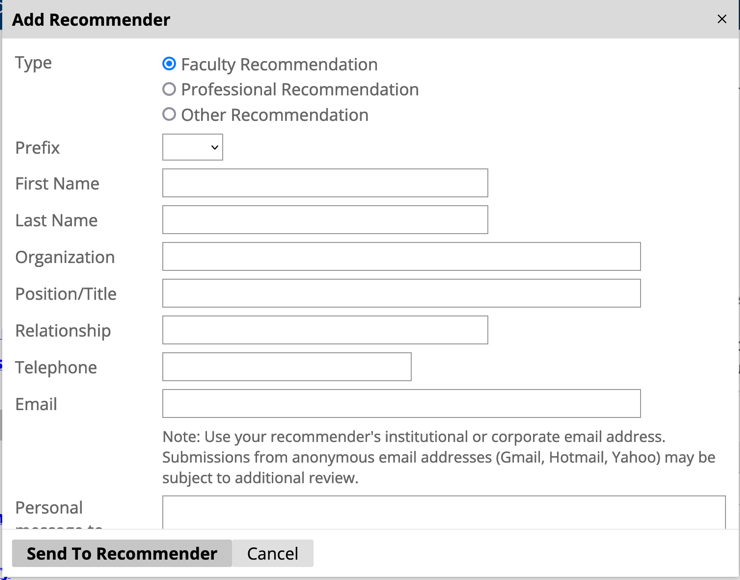 Add Recommender ×
Type
Faculty Recommendation
Professional Recommendation
Other Recommendation
Prefix
First Name
Last Name
Organization
Position/Title
Relationship
Telephone
Email
Note: Use your recommender's institutional or corporate email address.
Submissions from anonymous email addresses (Gmail, Hotmail, Yahoo) may be
subject to additional review.
Personal
message to
Send To Recommender Cancel